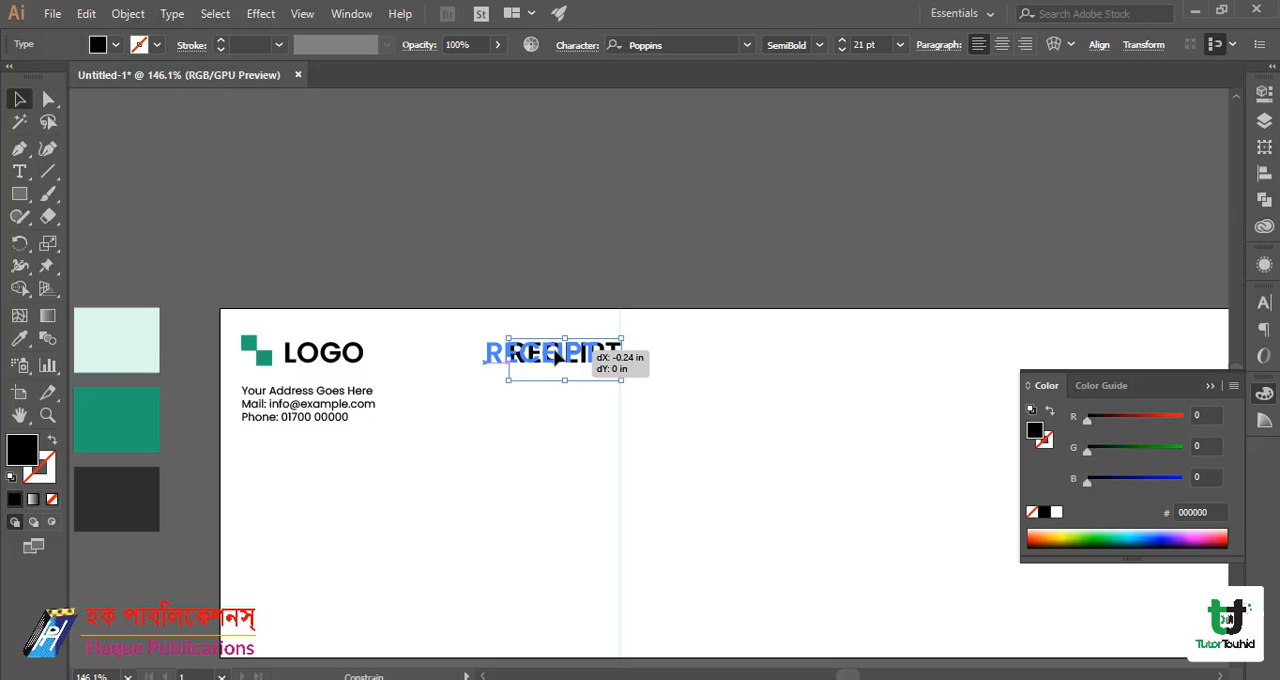 Ai File Edit Object Type Select Effect View Window Help Br St Essentials Search Adobe Stock
Type Stroke: Opacity: 100% Character: Poppins SemiBold 21 pt Paragraph: Align Transform
Untitled-1* @ 146.1% (RGB/GPU Preview)
LOGO
RECEIPT
dX: -0.24 in
dY: 0 in
Your Address Goes Here
Mail: info@example.com
Phone: 01700 00000
Color Color Guide
R 0
G 0
B 0
# 000000
হক পাবলিকেশনস্
Haque Publications
TutorTouhid
146.1% 1 Constrain